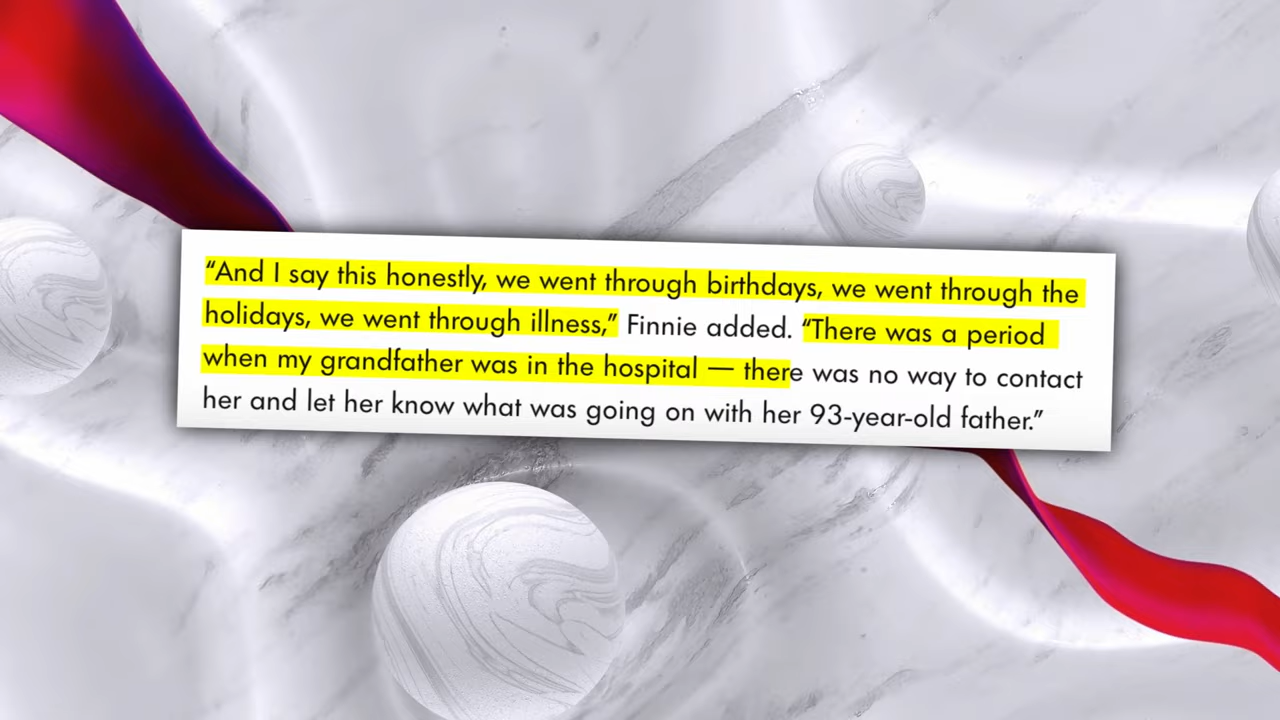 “And I say this honestly, we went through birthdays, we went through the
holidays, we went through illness,” Finnie added. “There was a period
when my grandfather was in the hospital — there was no way to contact
her and let her know what was going on with her 93-year-old father.”